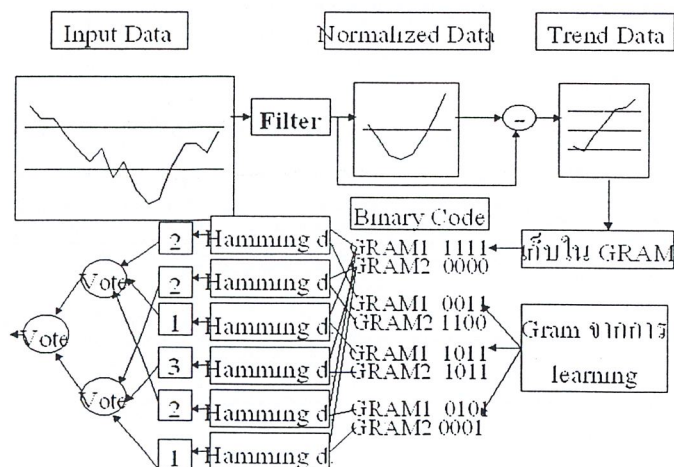 Input Data
Normalized Data
Trend Data
Filter
-
Binary Code
2 Hamming d. GRAM1 1111
GRAM2 0000
เก็บใน GRAM
Vote
2 Hamming d.
GRAM1 0011
1 Hamming d. GRAM2 1100
Vote
GRAM1 1011
3 Hamming d. GRAM2 1011
Gram จากการ
learning
Vote
2 Hamming d. GRAM1 0101
GRAM2 0001
1 Hamming d.